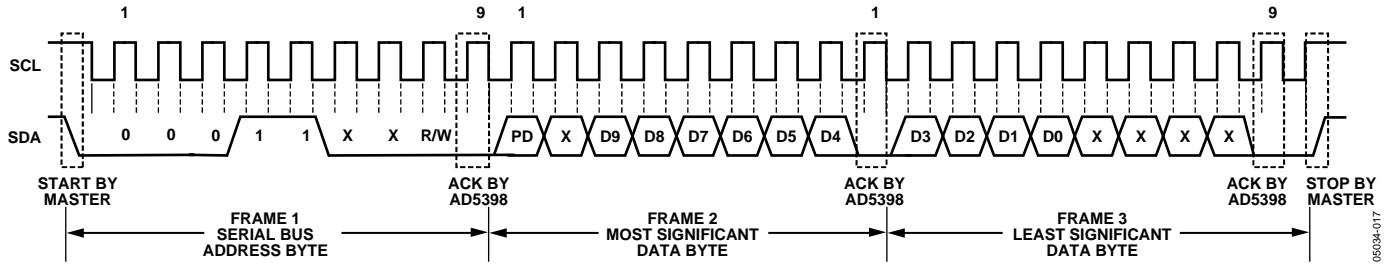 1 9 1 1 9
SCL
SDA 0 0 0 1 1 X X R/W PD X D9 D8 D7 D6 D5 D4 D3 D2 D1 D0 X X X X
START BY
MASTER
ACK BY
AD5398
ACK BY
AD5398
ACK BY
AD5398
STOP BY
MASTER
FRAME 1
SERIAL BUS
ADDRESS BYTE
FRAME 2
MOST SIGNIFICANT
DATA BYTE
FRAME 3
LEAST SIGNIFICANT
DATA BYTE
05034-017